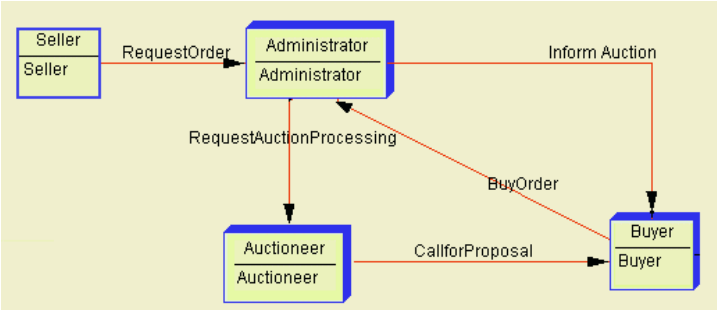 Seller
Seller
RequestOrder
Administrator
Administrator
Inform Auction
RequestAuctionProcessing
BuyOrder
Auctioneer
Auctioneer
CallforProposal
Buyer
Buyer